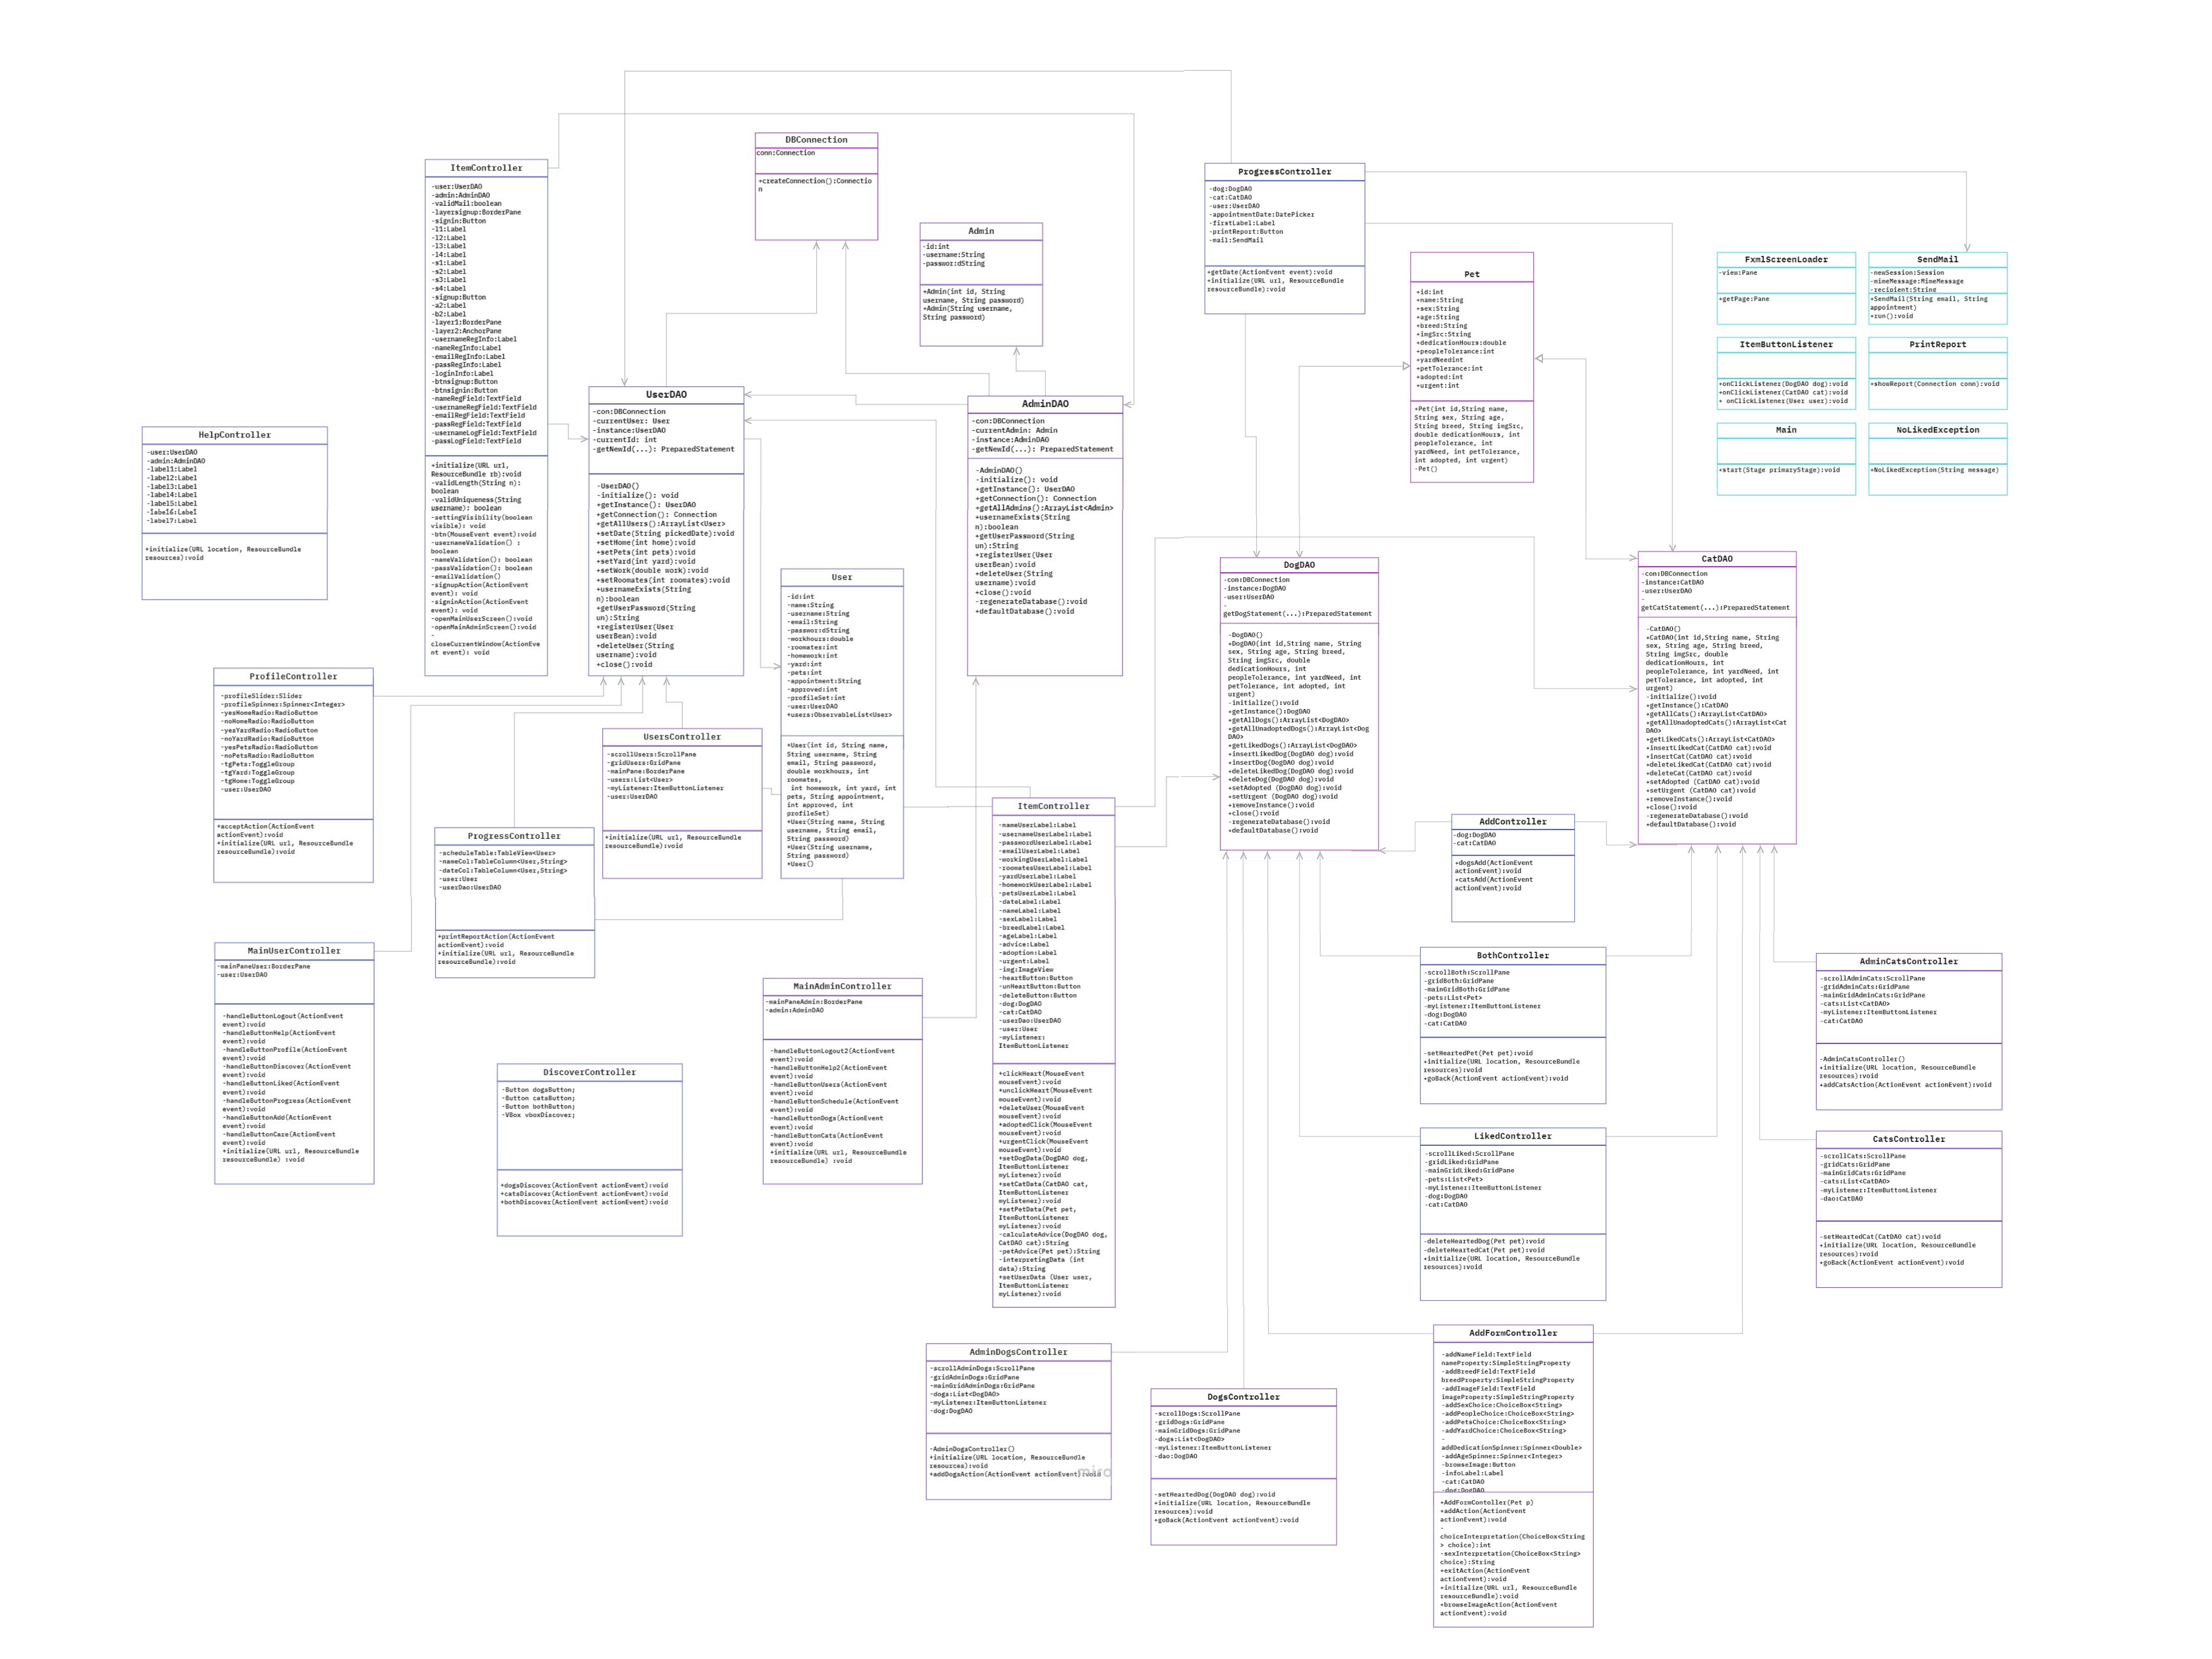 DBConnection
conn:Connection
+createConnection():Connectio
n
ItemController
-user:UserDAO
-admin:AdminDAO
-validMail:boolean
-layersignup:BorderPane
-signin:Button
-l1:Label
-l2:Label
-l3:Label
-l4:Label
-s1:Label
-s2:Label
-s3:Label
-s4:Label
-signup:Button
-a2:Label
-b2:Label
-layer1:BorderPane
-layer2:AnchorPane
-usernameRegInfo:Label
-nameRegInfo:Label
-emailRegInfo:Label
-passRegInfo:Label
-loginInfo:Label
-btnsignup:Button
-btnsignin:Button
-nameRegField:TextField
-usernameRegField:TextField
-emailRegField:TextField
-passRegField:TextField
-usernameLogField:TextField
-passLogField:TextField
+initialize(URL url,
ResourceBundle rb):void
-validLength(String n):
boolean
-validUniqueness(String
username): boolean
-settingVisibility(boolean
visible): void
-btn(MouseEvent event):void
-usernameValidation() :
boolean
-nameValidation(): boolean
-passValidation(): boolean
-emailValidation()
-signupAction(ActionEvent
event): void
-signinAction(ActionEvent
event): void
-openMainUserScreen():void
-openMainAdminScreen():void
-
closeCurrentWindow(ActionEve
nt event): void
Admin
-id:int
-username:String
-passwor:dString
+Admin(int id, String
username, String password)
+Admin(String username,
String password)
ProgressController
-dog:DogDAO
-cat:CatDAO
-user:UserDAO
-appointmentDate:DatePicker
-firstLabel:Label
-printReport:Button
-mail:SendMail
+getDate(ActionEvent event):void
+initialize(URL url, ResourceBundle
resourceBundle):void
Pet
+id:int
+name:String
+sex:String
+age:String
+breed:String
+imgSrc:String
+dedicationHours:double
+peopleTolerance:int
+yardNeedint
+petTolerance:int
+adopted:int
+urgent:int
+Pet(int id,String name,
String sex, String age,
String breed, String imgSrc,
double dedicationHours, int
peopleTolerance, int
yardNeed, int petTolerance,
int adopted, int urgent)
-Pet()
FxmlScreenLoader
-view:Pane
+getPage:Pane
SendMail
-newSession:Session
-mimeMessage:MimeMessage
-recipient:String
+SendMail(String email, String
appointment)
+run():void
ItemButtonListener
+onClickListener(DogDAO dog):void
+onClickListener(CatDAO cat):void
+ onClickListener(User user):void
PrintReport
+showReport(Connection conn):void
Main
+start(Stage primaryStage):void
NoLikedException
+NoLikedException(String message)
UserDAO
-con:DBConnection
-currentUser: User
-instance:UserDAO
-currentId: int
-getNewId(...): PreparedStatement
-UserDAO()
-initialize(): void
+getInstance(): UserDAO
+getConnection(): Connection
+getAllUsers():ArrayList<User>
+setDate(String pickedDate):void
+setHome(int home):void
+setPets(int pets):void
+setYard(int yard):void
+setWork(double work):void
+setRoomates(int roomates):void
+usernameExists(String
n):boolean
+getUserPassword(String
un):String
+registerUser(User
userBean):void
+deleteUser(String
username):void
+close():void
AdminDAO
-con:DBConnection
-currentAdmin: Admin
-instance:AdminDAO
-getNewId(...): PreparedStatement
-AdminDAO()
-initialize(): void
+getInstance(): UserDAO
+getConnection(): Connection
+getAllAdmins():ArrayList<Admin>
+usernameExists(String
n):boolean
+getUserPassword(String
un):String
+registerUser(User
userBean):void
+deleteUser(String
username):void
+close():void
-regenerateDatabase():void
+defaultDatabase():void
HelpController
-user:UserDAO
-admin:AdminDAO
-label1:Label
-label2:Label
-label3:Label
-label4:Label
-label5:Label
-label6:Label
-label7:Label
+initialize(URL location, ResourceBundle
resources):void
User
-id:int
-name:String
-username:String
-email:String
-passwo:dString
-workhours:double
-roomates:int
-homework:int
-yard:int
-pets:int
-appointment:String
-approved:int
-profileSet:int
-user:UserDAO
+users:ObservableList<User>
+User(int id, String name,
String username, String
email, String password,
double workhours, int
roomates,
int homework, int yard, int
pets, String appointment,
int approved, int
profileSet)
+User(String name, String
username, String email,
String password)
+User(String username,
String password)
+User()
DogDAO
-con:DBConnection
-instance:DogDAO
-user:UserDAO
-
getDogStatement(...):PreparedStatement
-DogDAO()
+DogDAO(int id,String name, String
sex, String age, String breed,
String imgSrc, double
dedicationHours, int
peopleTolerance, int yardNeed, int
petTolerance, int adopted, int
urgent)
-initialize():void
+getInstance():DogDAO
+getAllDogs():ArrayList<DogDAO>
+getAllUnadoptedDogs():ArrayList<Dog
DAO>
+getLikedDogs():ArrayList<DogDAO>
+insertLikedDog(DogDAO dog):void
+insertDog(DogDAO dog):void
+deleteLikedDog(DogDAO dog):void
+deleteDog(DogDAO dog):void
+setAdopted (DogDAO dog):void
+setUrgent (DogDAO dog):void
+removeInstance():void
+close():void
-regenerateDatabase():void
+defaultDatabase():void
CatDAO
-con:DBConnection
-instance:CatDAO
-user:UserDAO
-
getCatStatement(...):PreparedStatement
-CatDAO()
+CatDAO(int id,String name, String
sex, String age, String breed,
String imgSrc, double
dedicationHours, int
peopleTolerance, int yardNeed, int
petTolerance, int adopted, int
urgent)
-initialize():void
+getInstance():CatDAO
+getAllCats():ArrayList<CatDAO>
+getAllUnadoptedCats():ArrayList<Cat
DAO>
+getLikedCats():ArrayList<CatDAO>
+insertLikedCat(CatDAO cat):void
+insertCat(CatDAO cat):void
+deleteLikedCat(CatDAO cat):void
+deleteCat(CatDAO cat):void
+setAdopted (CatDAO cat):void
+setUrgent (CatDAO cat):void
+removeInstance():void
+close():void
-regenerateDatabase():void
+defaultDatabase():void
ProfileController
-profileSlider:Slider
-profileSpinner:Spinner<Integer>
-yesHomeRadio:RadioButton
-noHomeRadio:RadioButton
-yesYardRadio:RadioButton
-noYardRadio:RadioButton
-yesPetsRadio:RadioButton
-noPetsRadio:RadioButton
-tgPets:ToggleGroup
-tgYard:ToggleGroup
-tgHome:ToggleGroup
-user:UserDAO
+acceptAction(ActionEvent
actionEvent):void
+initialize(URL url, ResourceBundle
resourceBundle):void
UsersController
-scrollUsers:ScrollPane
-gridUsers:GridPane
-mainPane:BorderPane
-users:List<User>
-myListener:ItemButtonListener
-user:UserDAO
+initialize(URL url, ResourceBundle
resourceBundle):void
ProgressController
-scheduleTable:TableView<User>
-nameCol:TableColumn<User,String>
-dateCol:TableColumn<User,String>
-user:User
-userDao:UserDAO
+printReportAction(ActionEvent
actionEvent):void
+initialize(URL url, ResourceBundle
resourceBundle):void
ItemController
-nameUserLabel:Label
-usernameUserLabel:Label
-passwordUserLabel:Label
-emailUserLabel:Label
-workingUserLabel:Label
-roomatesUserLabel:Label
-yardUserLabel:Label
-homeworkUserLabel:Label
-petsUserLabel:Label
-dateLabel:Label
-nameLabel:Label
-sexLabel:Label
-breedLabel:Label
-ageLabel:Label
-advice:Label
-adoption:Label
-urgent:Label
-img:ImageView
-heartButton:Button
-unHeartButton:Button
-deleteButton:Button
-dog:DogDAO
-cat:CatDAO
-userDao:UserDAO
-user:User
-myListener:
ItemButtonListener
+clickHeart(MouseEvent
mouseEvent):void
+unclickHeart(MouseEvent
mouseEvent):void
+deleteUser(MouseEvent
mouseEvent):void
+adoptedClick(MouseEvent
mouseEvent):void
+urgentClick(MouseEvent
mouseEvent):void
+setDogData(DogDAO dog,
ItemButtonListener
myListener):void
+setCatData(CatDAO cat,
ItemButtonListener
myListener):void
+setPetData(Pet pet,
ItemButtonListener
myListener):void
-calculateAdvice(DogDAO dog,
CatDAO cat):String
-petAdvice(Pet pet):String
-interpretingData (int
data):String
+setUserData (User user,
ItemButtonListener
myListener):void
AddController
-dog:DogDAO
-cat:CatDAO
+dogsAdd(ActionEvent
actionEvent):void
+catsAdd(ActionEvent
actionEvent):void
MainUserController
-mainPaneUser:BorderPane
-user:UserDAO
-handleButtonLogout(ActionEvent
event):void
-handleButtonHelp(ActionEvent
event):void
-handleButtonProfile(ActionEvent
event):void
-handleButtonDiscover(ActionEvent
event):void
-handleButtonLiked(ActionEvent
event):void
-handleButtonProgress(ActionEvent
event):void
-handleButtonAdd(ActionEvent
event):void
-handleButtonCare(ActionEvent
event):void
+initialize(URL url, ResourceBundle
resourceBundle) :void
MainAdminController
-mainPaneAdmin:BorderPane
-admin:AdminDAO
-handleButtonLogout2(ActionEvent
event):void
-handleButtonHelp2(ActionEvent
event):void
-handleButtonUsers(ActionEvent
event):void
-handleButtonSchedule(ActionEvent
event):void
-handleButtonDogs(ActionEvent
event):void
-handleButtonCats(ActionEvent
event):void
+initialize(URL url, ResourceBundle
resourceBundle) :void
DiscoverController
-Button dogsButton;
-Button catsButton;
-Button bothButton;
-VBox vboxDiscover;
+dogsDiscover(ActionEvent actionEvent):void
+catsDiscover(ActionEvent actionEvent):void
+bothDiscover(ActionEvent actionEvent):void
BothController
-scrollBoth:ScrollPane
-gridBoth:GridPane
-mainGridBoth:GridPane
-pets:List<Pet>
-myListener:ItemButtonListener
-dog:DogDAO
-cat:CatDAO
-setHeartedPet(Pet pet):void
+initialize(URL location, ResourceBundle
resources):void
+goBack(ActionEvent actionEvent):void
AdminCatsController
-scrollAdminCats:ScrollPane
-gridAdminCats:GridPane
-mainGridAdminCats:GridPane
-cats:List<CatDAO>
-myListener:ItemButtonListener
-cat:CatDAO
-AdminCatsController()
+initialize(URL location, ResourceBundle
resources):void
+addCatsAction(ActionEvent actionEvent):void
LikedController
-scrollLiked:ScrollPane
-gridLiked:GridPane
-mainGridLiked:GridPane
-pets:List<Pet>
-myListener:ItemButtonListener
-dog:DogDAO
-cat:CatDAO
-deleteHeartedDog(Pet pet):void
-deleteHeartedCat(Pet pet):void
+initialize(URL location, ResourceBundle
resources):void
CatsController
-scrollCats:ScrollPane
-gridCats:GridPane
-mainGridCats:GridPane
-cats:List<CatDAO>
-myListener:ItemButtonListener
-dao:CatDAO
-setHeartedCat(CatDAO cat):void
+initialize(URL location, ResourceBundle
resources):void
+goBack(ActionEvent actionEvent):void
AdminDogsController
-scrollAdminDogs:ScrollPane
-gridAdminDogs:GridPane
-mainGridAdminDogs:GridPane
-dogs:List<DogDAO>
-myListener:ItemButtonListener
-dog:DogDAO
-AdminDogsController()
+initialize(URL location, ResourceBundle
resources):void
+addDogsAction(ActionEvent actionEvent):void
miro
DogsController
-scrollDogs:ScrollPane
-gridDogs:GridPane
-mainGridDogs:GridPane
-dogs:List<DogDAO>
-myListener:ItemButtonListener
-dao:DogDAO
-setHeartedDog(DogDAO dog):void
+initialize(URL location, ResourceBundle
resources):void
+goBack(ActionEvent actionEvent):void
AddFormController
-addNameField:TextField
nameProperty:SimpleStringProperty
-addBreedField:TextField
breedProperty:SimpleStringProperty
-addImageField:TextField
imageProperty:SimpleStringProperty
-addSexChoice:ChoiceBox<String>
-addPeopleChoice:ChoiceBox<String>
-addPetsChoice:ChoiceBox<String>
-addYardChoice:ChoiceBox<String>
-
addDedicationSpinner:Spinner<Double>
-addAgeSpinner:Spinner<Integer>
-browseImage:Button
-infoLabel:Label
-cat:CatDAO
-dog:DogDAO
+AddFormContoller(Pet p)
+addAction(ActionEvent
actionEvent):void
-
choiceInterpretation(ChoiceBox<String
> choice):int
-sexInterpretation(ChoiceBox<String>
choice):String
+exitAction(ActionEvent
actionEvent):void
+initialize(URL url, ResourceBundle
resourceBundle):void
+browseImageAction(ActionEvent
actionEvent):void